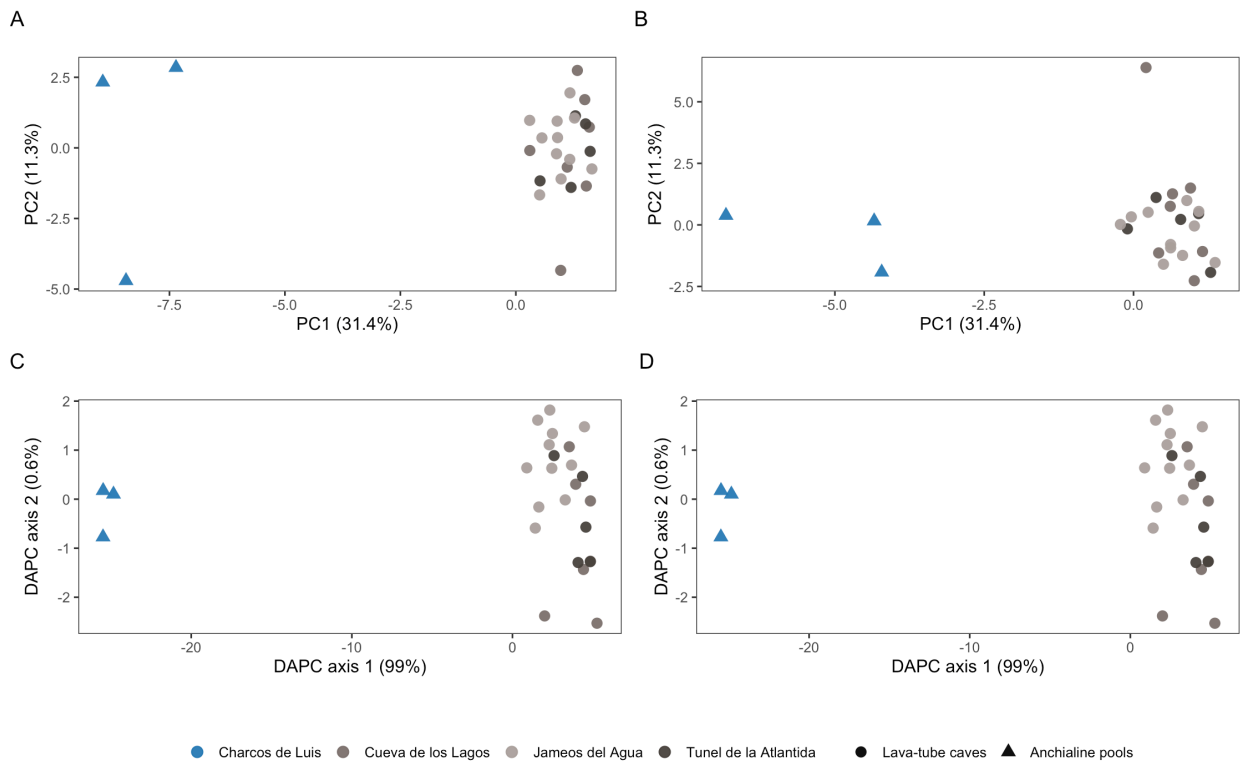 A
B
PC2 (11.3%)
2.5
0.0
-2.5
-5.0
-7.5
-5.0
-2.5
0.0
PC1 (31.4%)
PC2 (11.3%)
5.0
2.5
0.0
-2.5
-5.0
-2.5
0.0
PC1 (31.4%)
C
D
DAPC axis 2 (0.6%)
2
1
0
-1
-2
-20
-10
0
DAPC axis 1 (99%)
DAPC axis 2 (0.6%)
2
1
0
-1
-2
-20
-10
0
DAPC axis 1 (99%)
Charcos de Luis Cueva de los Lagos Jameos del Agua Tunel de la Atlantida Lava-tube caves Anchialine pools